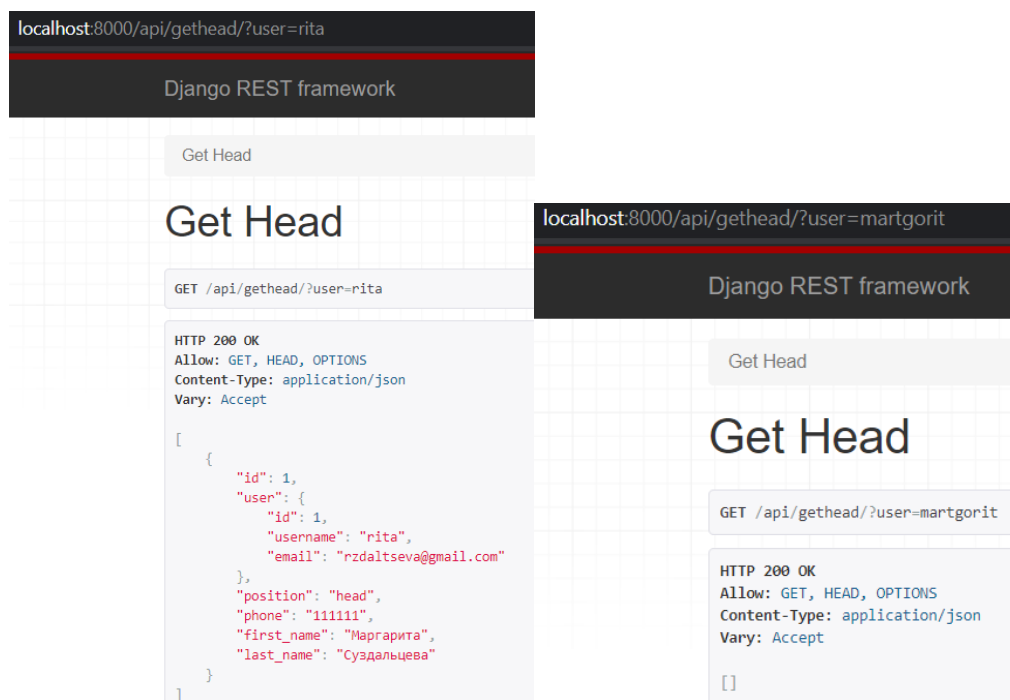 localhost:8000/api/gethead/?user=rita
Django REST framework
Get Head
Get Head
GET /api/gethead/?user=rita
HTTP 200 OK
Allow: GET, HEAD, OPTIONS
Content-Type: application/json
Vary: Accept
[
{
"id": 1,
"user": {
"id": 1,
"username": "rita",
"email": "rzdaltseva@gmail.com"
},
"position": "head",
"phone": "111111",
"first_name": "Маргарита",
"last_name": "Суздальцева"
}
]
localhost:8000/api/gethead/?user=martgorit
Django REST framework
Get Head
Get Head
GET /api/gethead/?user=martgorit
HTTP 200 OK
Allow: GET, HEAD, OPTIONS
Content-Type: application/json
Vary: Accept
[]